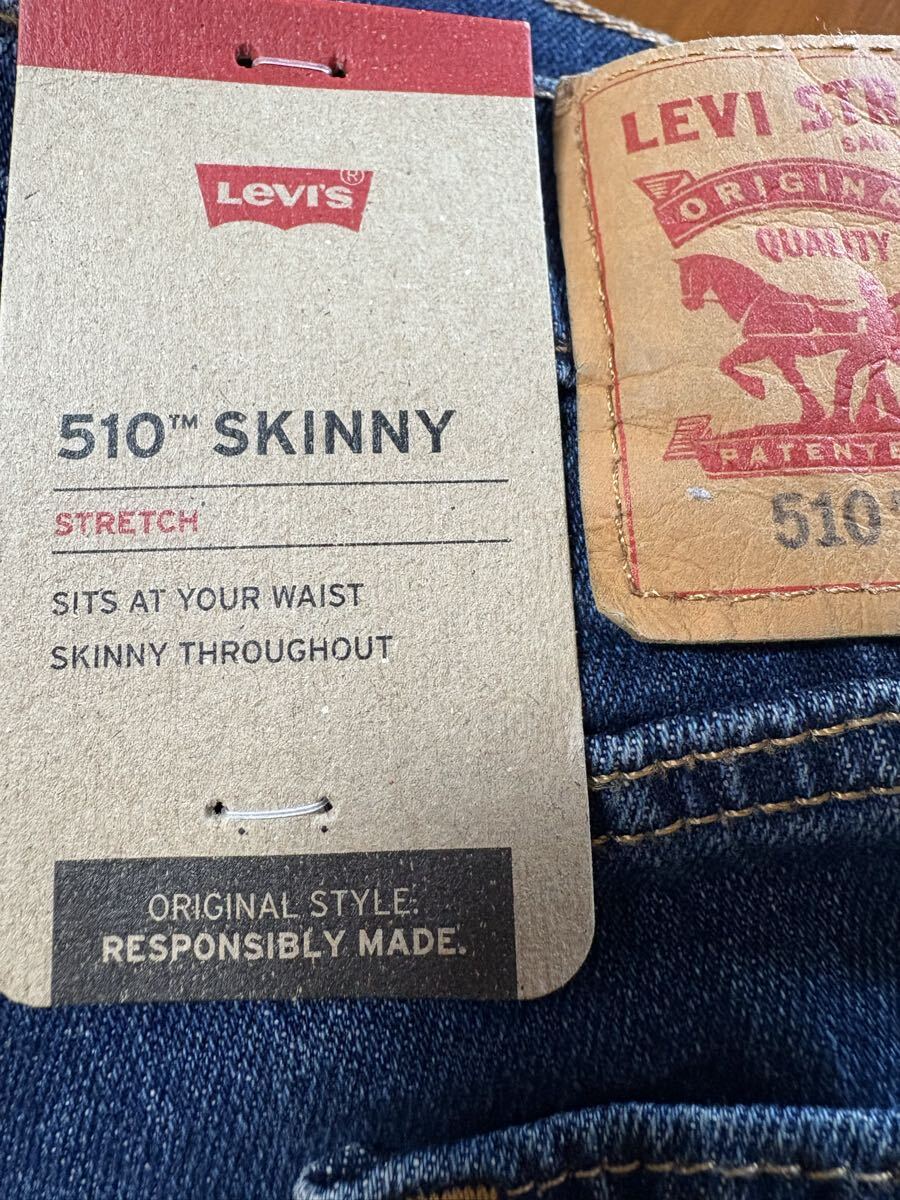 Levi's®
510™ SKINNY
STRETCH
SITS AT YOUR WAIST
SKINNY THROUGHOUT
ORIGINAL STYLE:
RESPONSIBLY MADE.
LEVI STR
SAN
ORIGINA
QUALITY
PATENTE
510